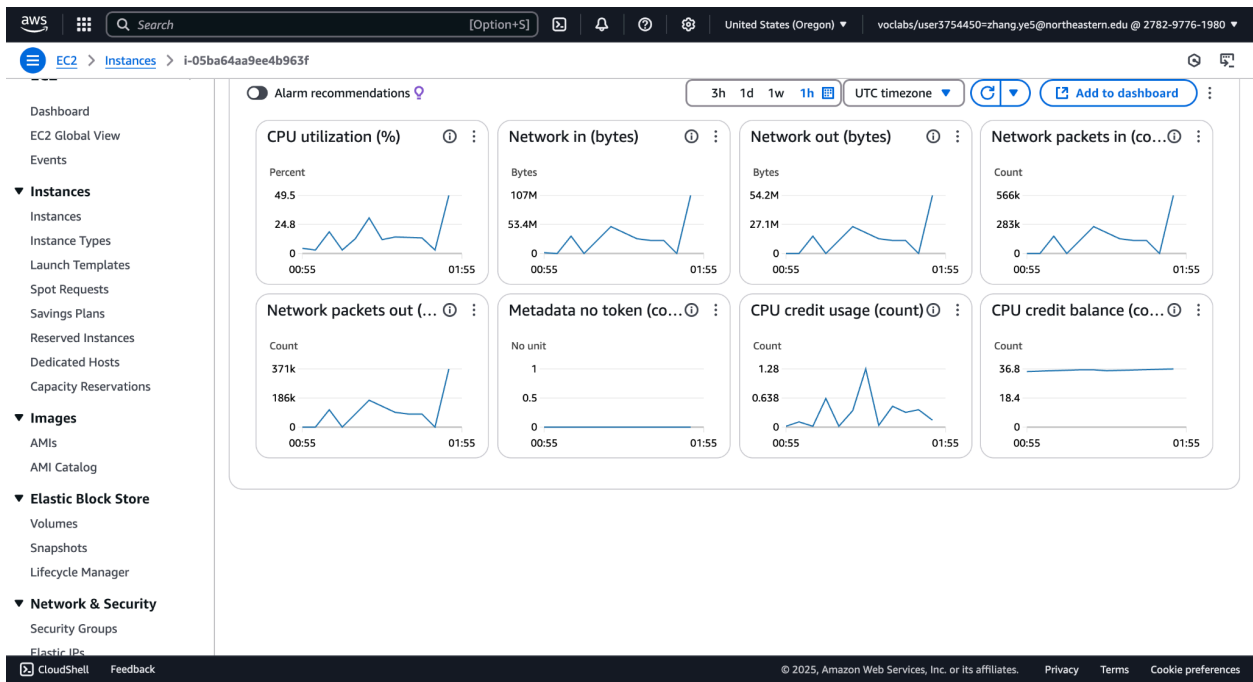 aws
Search [Option+S] United States (Oregon) ▼ voclabs/user3754450=zhang.ye5@northeastern.edu @ 2782-9776-1980 ▼
EC2 > Instances > i-05ba64aa9ee4b963f
Dashboard
EC2 Global View
Events
▼ Instances
Instances
Instance Types
Launch Templates
Spot Requests
Savings Plans
Reserved Instances
Dedicated Hosts
Capacity Reservations
▼ Images
AMIs
AMI Catalog
▼ Elastic Block Store
Volumes
Snapshots
Lifecycle Manager
▼ Network & Security
Security Groups
Elastic IPs
Alarm recommendations
3h 1d 1w 1h UTC timezone ▼ Add to dashboard
CPU utilization (%)
Percent
49.5
24.8
0
00:55 01:55
Network in (bytes)
Bytes
107M
53.4M
0
00:55 01:55
Network out (bytes)
Bytes
54.2M
27.1M
0
00:55 01:55
Network packets in (co...
Count
566k
283k
0
00:55 01:55
Network packets out (...
Count
371k
186k
0
00:55 01:55
Metadata no token (co...
No unit
1
0.5
0
00:55 01:55
CPU credit usage (count)
Count
1.28
0.638
0
00:55 01:55
CPU credit balance (co...
Count
36.8
18.4
0
00:55 01:55
CloudShell Feedback © 2025, Amazon Web Services, Inc. or its affiliates. Privacy Terms Cookie preferences